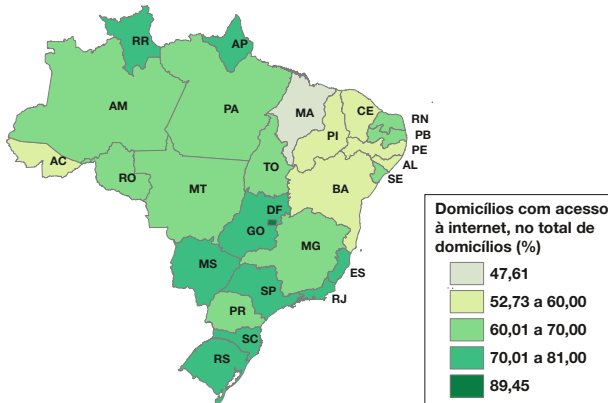 RR
AP
AM
PA
MA
CE
RN
PB
PE
AL
SE
PI
AC
RO
MT
TO
BA
DF
GO
MG
MS
ES
SP
RJ
PR
SC
RS
Domicílios com acesso
à internet, no total de
domicílios (%)
47,61
52,73 a 60,00
60,01 a 70,00
70,01 a 81,00
89,45